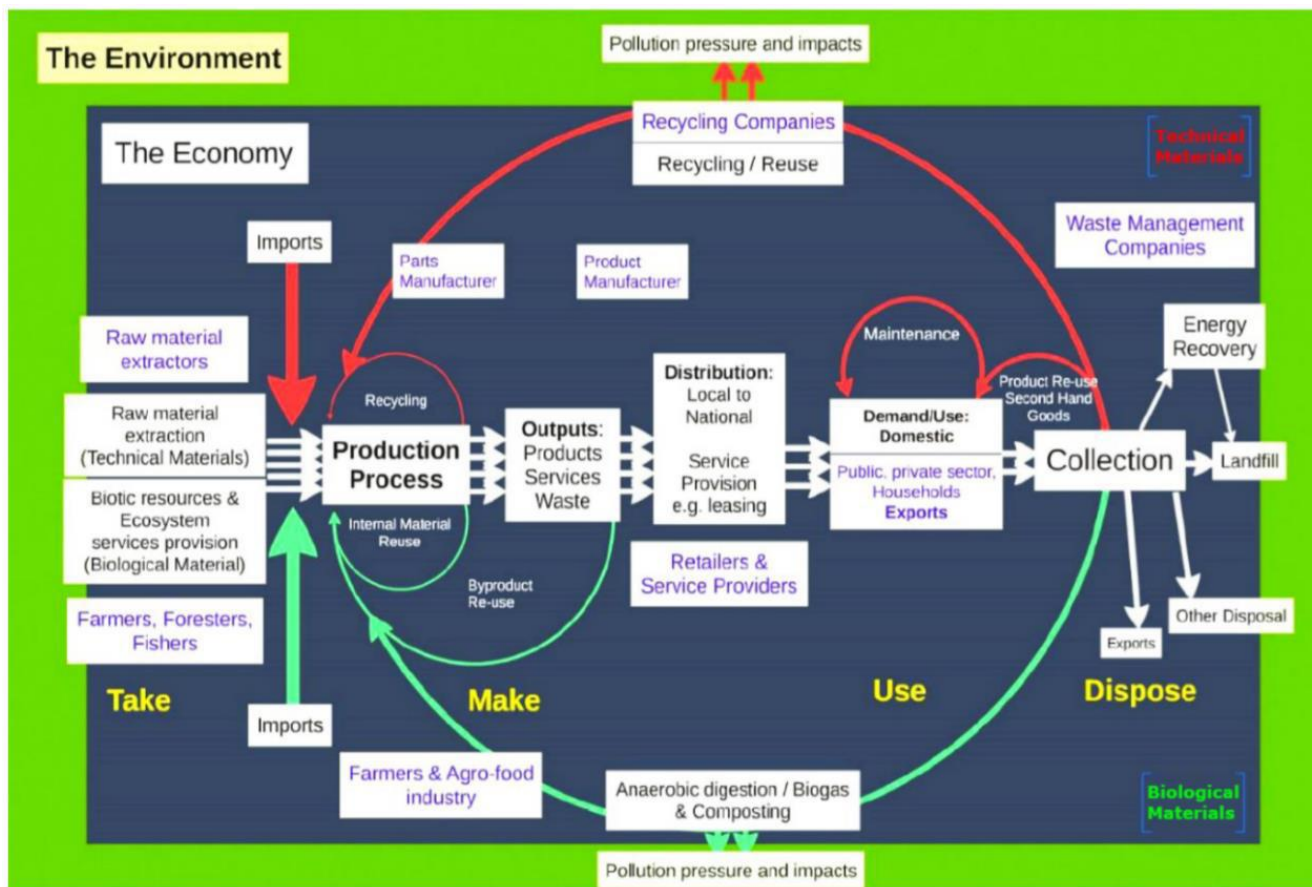 The Environment
Pollution pressure and impacts
The Economy
Recycling Companies
Recycling / Reuse
Technical
Materials
Imports
Parts
Manufacturer
Product
Manufacturer
Waste Management
Companies
Raw material
extractors
Raw material
extraction
(Technical Materials)
Biotic resources &
Ecosystem
services provision
(Biological Material)
Farmers, Foresters,
Fishers
Recycling
Production
Process
Internal Material
Reuse
Outputs:
Products
Services
Waste
Byproduct
Re-use
Distribution:
Local to
National
Service
Provision
e.g. leasing
Retailers &
Service Providers
Maintenance
Product Re-use
Second Hand
Goods
Demand/Use:
Domestic
Public, private sector,
Households
Exports
Collection
Energy
Recovery
Landfill
Other Disposal
Exports
Take
Make
Use
Dispose
Imports
Farmers & Agro-food
industry
Anaerobic digestion / Biogas
& Composting
Biological
Materials
Pollution pressure and impacts